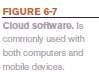 FIGURE 6-7
Cloud software. Is
commonly used with
both computers and
mobile devices.